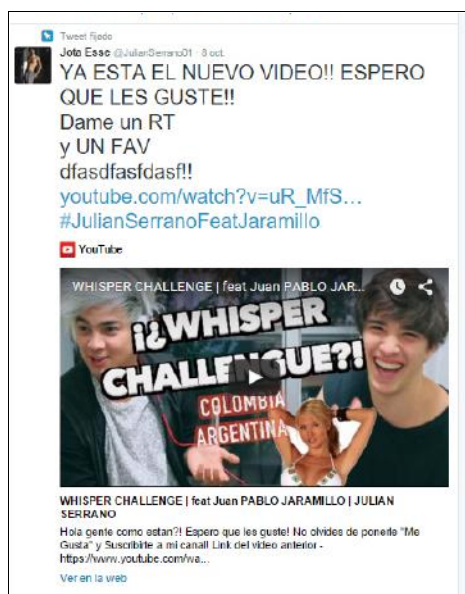 Tweet fijado
Jota Esse @JulianSerrano01 · 8 oct.
YA ESTA EL NUEVO VIDEO!! ESPERO
QUE LES GUSTE!!
Dame un RT
y UN FAV
dfasdfasfdasf!!
youtube.com/watch?v=uR_MfS...
#JulianSerranoFeatJaramillo
YouTube
WHISPER CHALLENGE | feat Juan PABLO JAR...
¡¿WHISPER
CHALLENGUE?!
COLOMBIA
ARGENTINA
WHISPER CHALLENGE | feat Juan PABLO JARAMILLO | JULIAN
SERRANO
Hola gente como estan?! Espero que les guste! No olvides de ponerle "Me
Gusta" y Suscribirte a mi canal! Link del video anterior -
https://www.youtube.com/wa...
Ver en la web